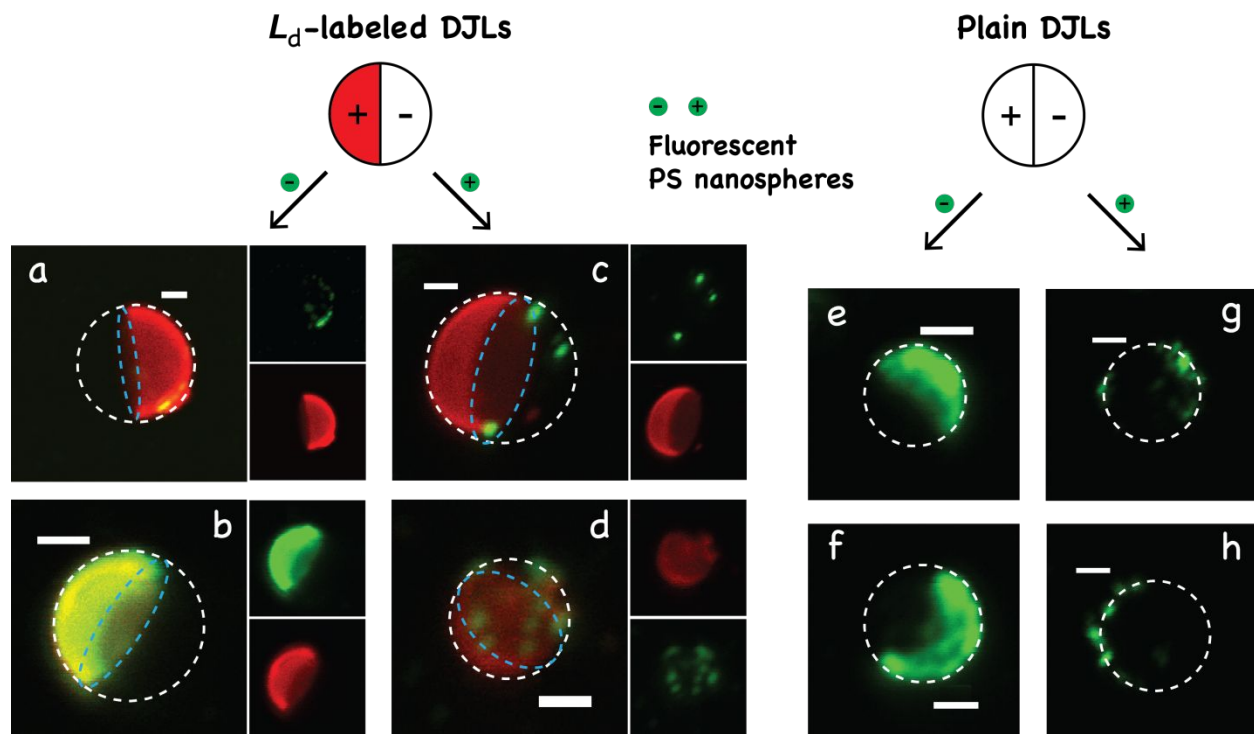 Ld-labeled DJLs
Plain DJLs
+ -
- +
+ -
Fluorescent
PS nanospheres
- +
- +
a
c
e
g
b
d
f
h